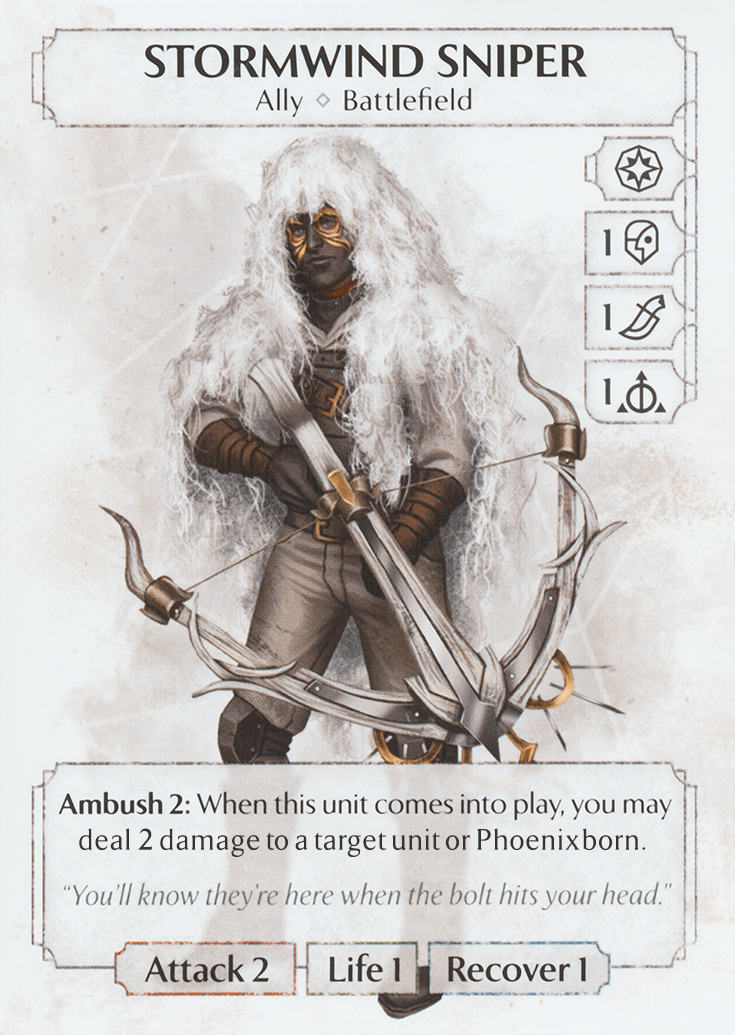 STORMWIND SNIPER
Ally ◇ Battlefield
1
1
1
Ambush 2: When this unit comes into play, you may
deal 2 damage to a target unit or Phoenixborn.
“You’ll know they’re here when the bolt hits your head.”
Attack 2 Life 1 Recover 1